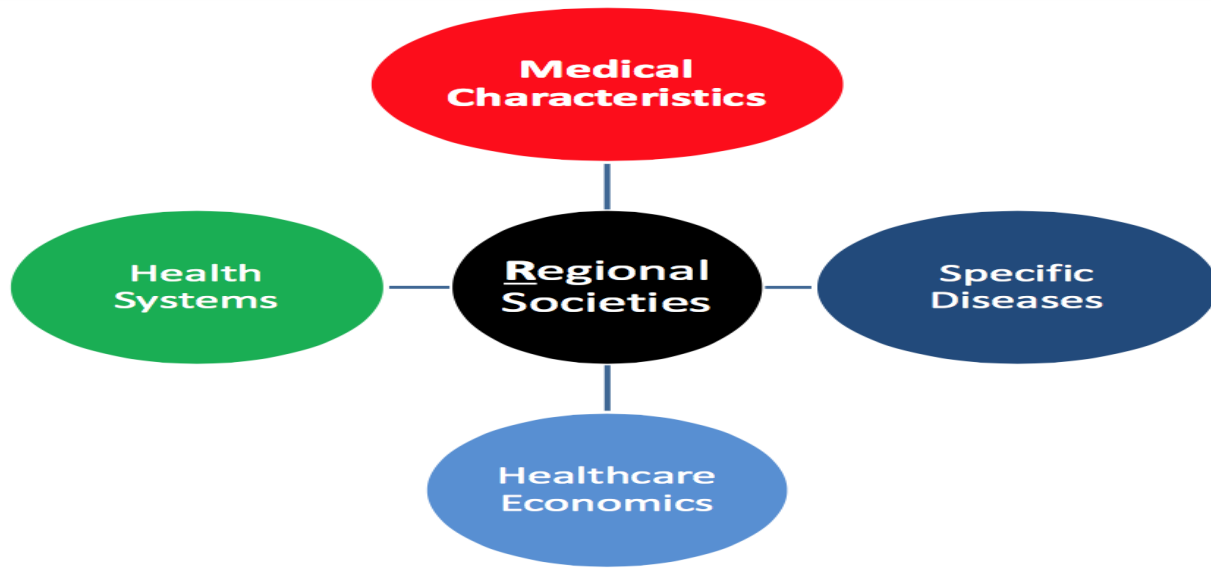 Medical
Characteristics
Health
Systems
Regional
Societies
Specific
Diseases
Healthcare
Economics